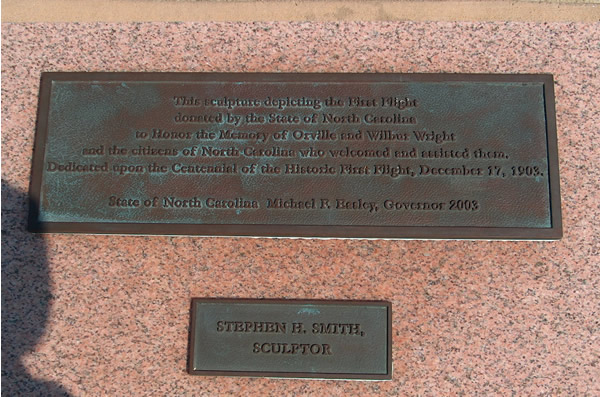 This sculpture depicting the First Flight
donated by the State of North Carolina
to Honor the Memory of Orville and Wilbur Wright
and the citizens of North Carolina who welcomed and assisted them.
Dedicated upon the Centennial of the Historic First Flight, December 17, 1903.
State of North Carolina Michael F. Easley, Governor 2003
STEPHEN H. SMITH,
SCULPTOR